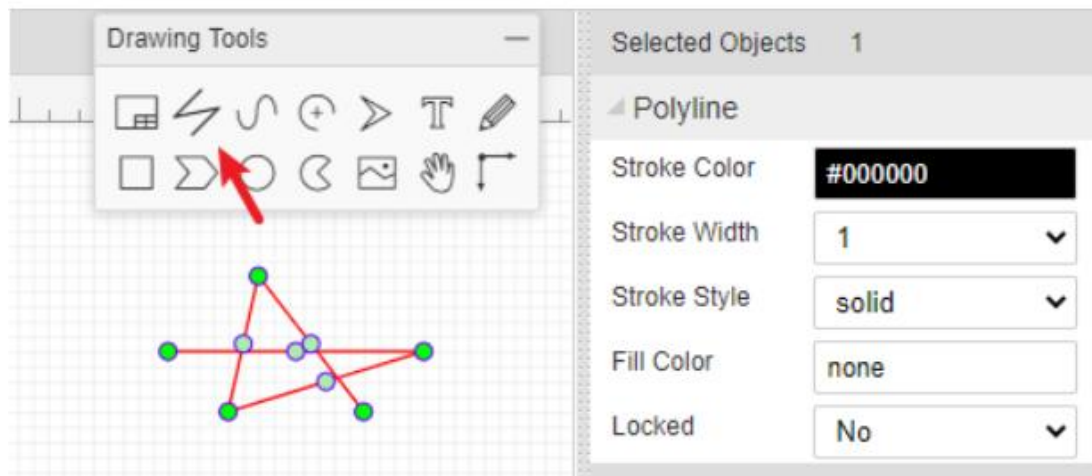 Drawing Tools
Selected Objects 1
Polyline
Stroke Color #000000
Stroke Width 1
Stroke Style solid
Fill Color none
Locked No